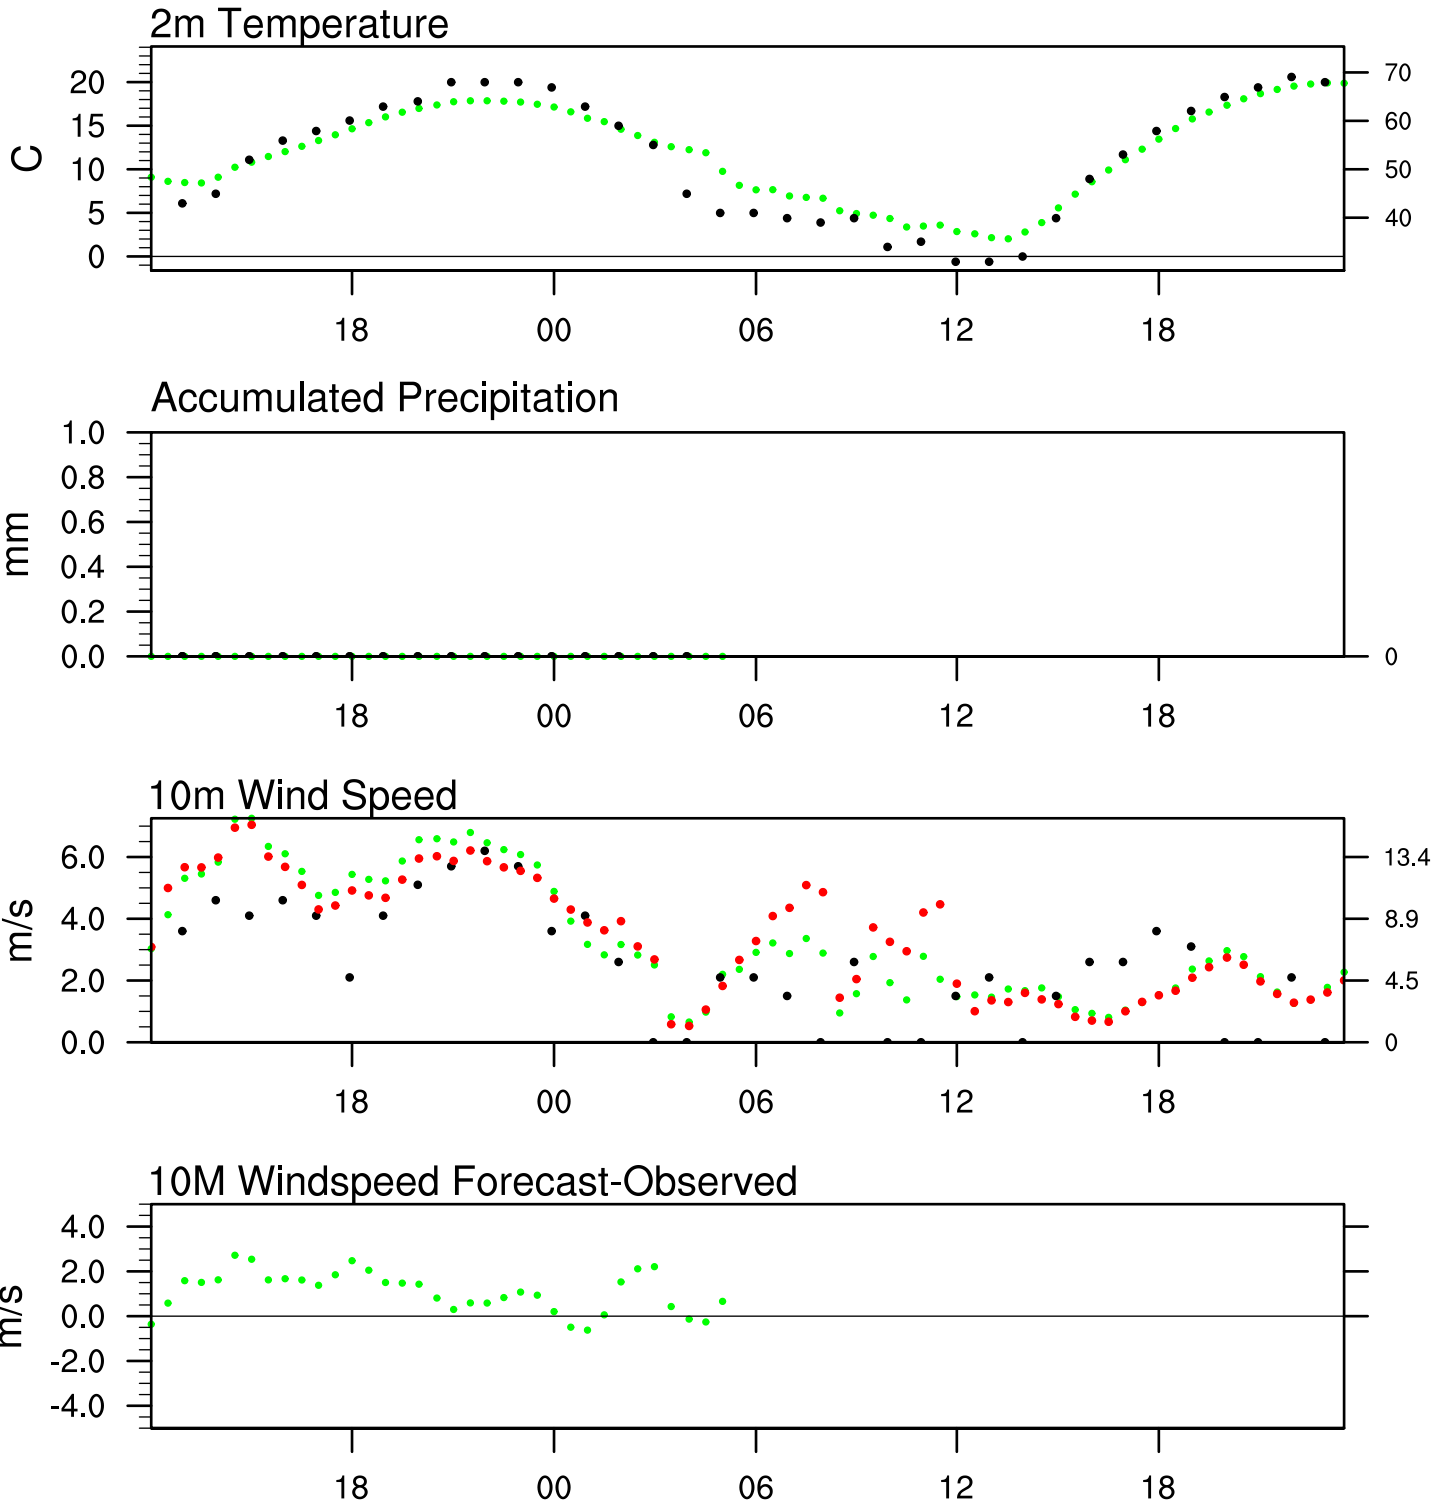 2m Temperature
20
15
10
5
0
C
70
60
50
40
18 00 06 12 18
Accumulated Precipitation
1.0
0.8
0.6
0.4
0.2
0.0
mm
0
18 00 06 12 18
10m Wind Speed
6.0
4.0
2.0
0.0
m/s
13.4
8.9
4.5
0
18 00 06 12 18
10M Windspeed Forecast-Observed
4.0
2.0
0.0
-2.0
-4.0
m/s
18 00 06 12 18